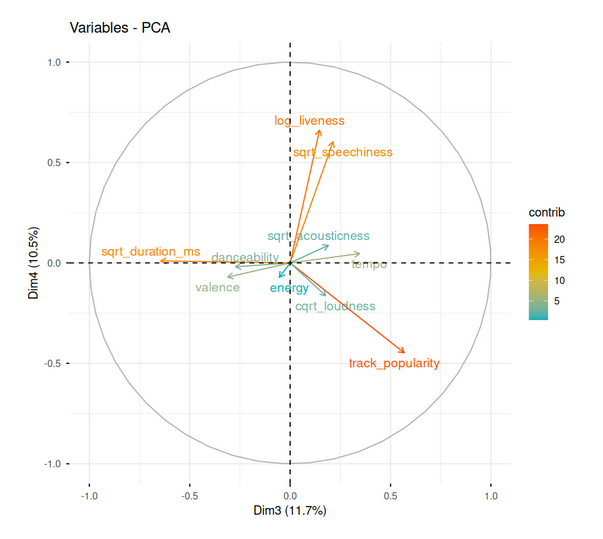 Variables - PCA
1.0
0.5
0.0
-0.5
-1.0
Dim4 (10.5%)
log_liveness
sqrt_speechiness
sqrt_acousticness
sqrt_duration_ms
danceability
tempo
valence
energy
cqrt_loudness
track_popularity
-1.0
-0.5
0.0
0.5
1.0
Dim3 (11.7%)
contrib
20
15
10
5